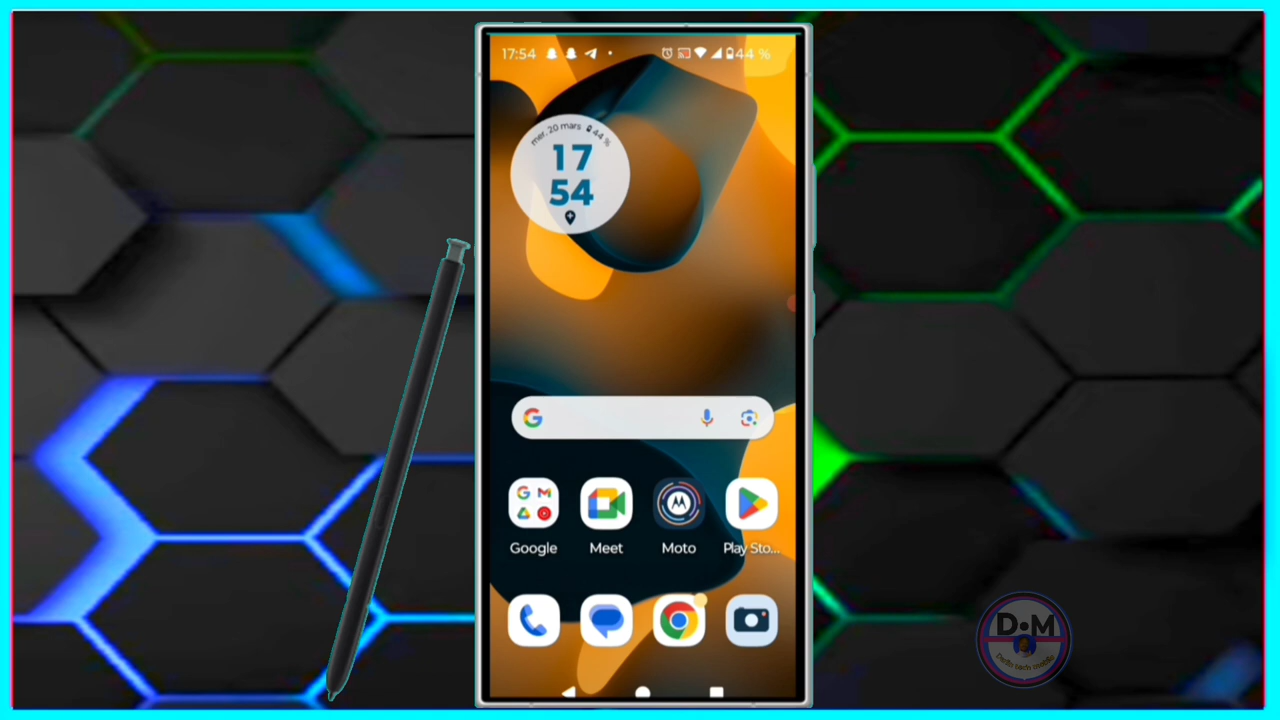 17:54
44 %
mer. 20 mars 44 %
17
54
Google
Meet
Moto
Play Sto...
D•M